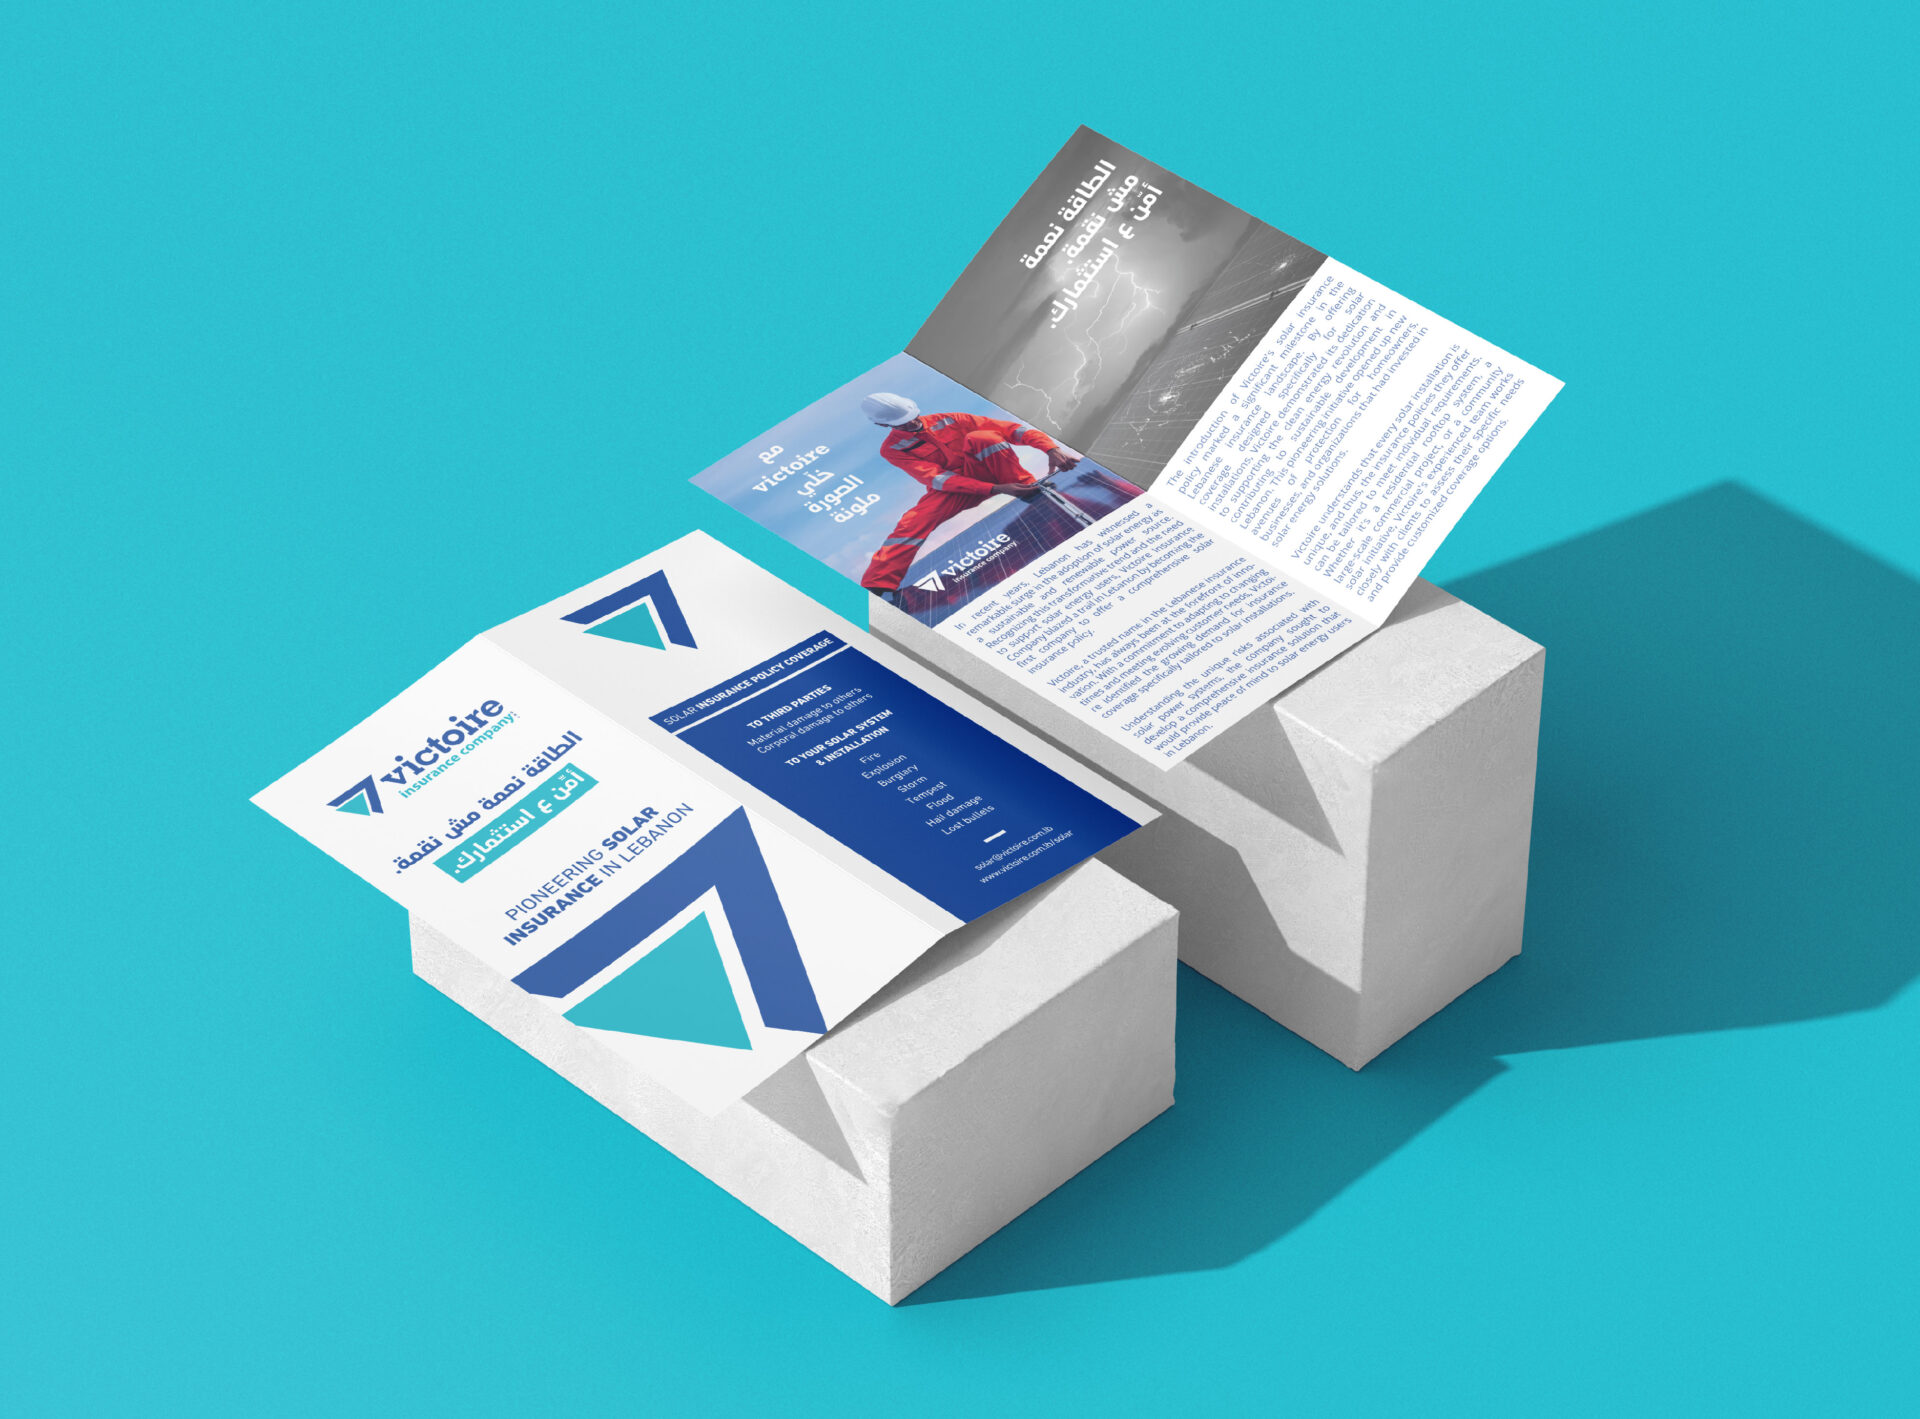 victoire
insurance company:
الطاقة نعمة مش نقمة.
أمّن ع استثمارك.
PIONEERING SOLAR
INSURANCE IN LEBANON
SOLAR INSURANCE POLICY COVERAGE
TO THIRD PARTIES
Material damage to others
Corporal damage to others
TO YOUR SOLAR SYSTEM
& INSTALLATION
Fire
Explosion
Burglary
Storm
Tempest
Flood
Hail damage
Lost bullets
solar@victoire.com.lb
www.victoire.com.lb/solar
الطاقة نعمة
مش نقمة.
أمّن ع استثمارك.
مع
victoire
خلّي
الصورة
ملونة
victoire
insurance company
In recent years, Lebanon has witnessed a
remarkable surge in the adoption of solar energy as
a sustainable and renewable power source.
Recognizing this transformative trend and the need
to support solar energy users, Victoire Insurance
Company blazed a trail in Lebanon by becoming the
first company to offer a comprehensive solar
insurance policy.
Victoire, a trusted name in the Lebanese insurance
industry, has always been at the forefront of inno-
vation. With a commitment to adapting to changing
times and meeting evolving customer needs, Victoi-
re identified the growing demand for insurance
coverage specifically tailored to solar installations.
Understanding the unique risks associated with
solar power systems, the company sought to
develop a comprehensive insurance solution that
would provide peace of mind to solar energy users
in Lebanon.
The introduction of Victoire's solar insurance
policy marked a significant milestone in the
Lebanese insurance landscape. By offering
coverage designed specifically for solar
installations, Victoire demonstrated its dedication
to supporting the clean energy revolution and
contributing to sustainable development in
Lebanon. This pioneering initiative opened up new
avenues of protection for homeowners,
businesses, and organizations that had invested in
solar energy solutions.
Victoire understands that every solar installation is
unique, and thus, the insurance policies they offer
can be tailored to meet individual requirements.
Whether it's a residential rooftop system, a
large-scale commercial project, or a community
solar initiative, Victoire's experienced team works
closely with clients to assess their specific needs
and provide customized coverage options.